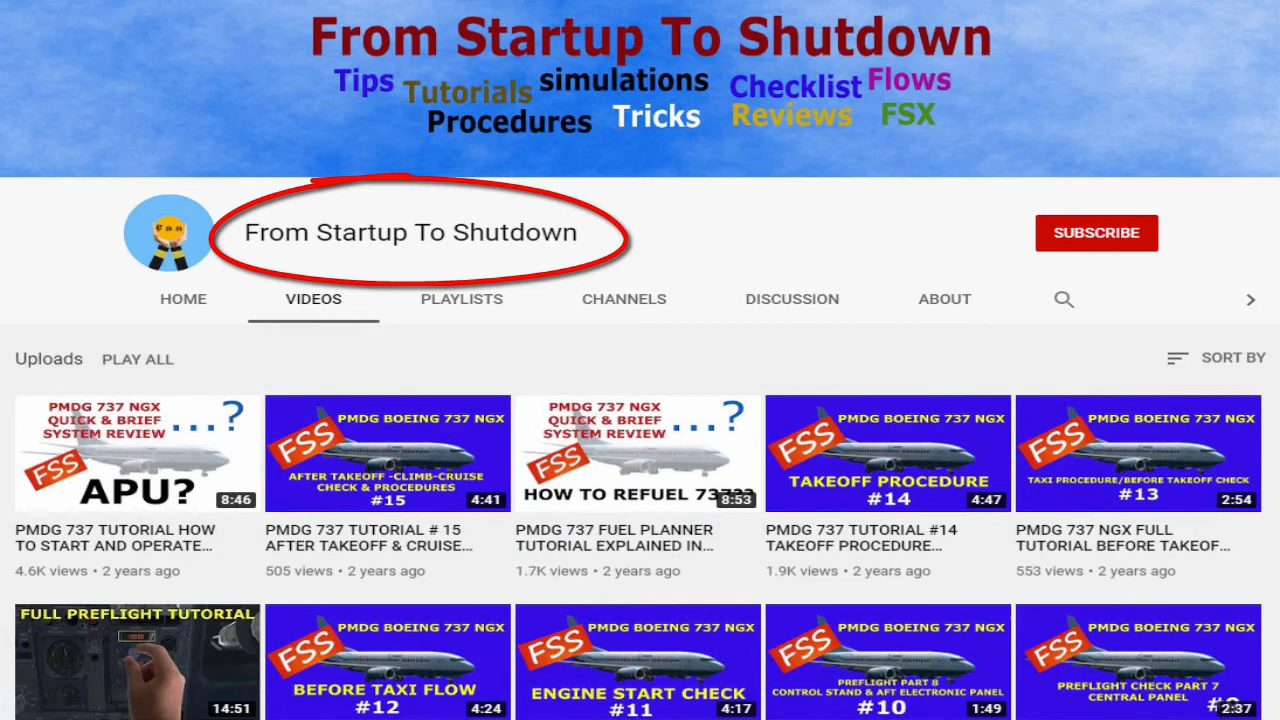 From Startup To Shutdown
Tips Tutorials simulations Checklist Flows
Procedures Tricks Reviews FSX
From Startup To Shutdown
SUBSCRIBE
HOME VIDEOS PLAYLISTS CHANNELS DISCUSSION ABOUT
Uploads PLAY ALL SORT BY
PMDG 737 NGX
QUICK & BRIEF
SYSTEM REVIEW
...?
FSS
APU?
8:46
PMDG 737 TUTORIAL HOW
TO START AND OPERATE...
4.6K views • 2 years ago
PMDG BOEING 737 NGX
FSS
AFTER TAKEOFF -CLIMB-CRUISE
CHECK & PROCEDURES
#15
4:41
PMDG 737 TUTORIAL # 15
AFTER TAKEOFF & CRUISE...
505 views • 2 years ago
PMDG 737 NGX
QUICK & BRIEF
SYSTEM REVIEW
...?
FSS
HOW TO REFUEL
8:53
PMDG 737 FUEL PLANNER
TUTORIAL EXPLAINED IN...
1.7K views • 2 years ago
PMDG BOEING 737 NGX
FSS
TAKEOFF PROCEDURE
#14
4:47
PMDG 737 TUTORIAL #14
TAKEOFF PROCEDURE...
1.9K views • 2 years ago
PMDG BOEING 737 NGX
FSS
TAXI PROCEDURE/BEFORE TAKEOFF CHECK
#13
2:54
PMDG 737 NGX FULL
TUTORIAL BEFORE TAKEOF...
553 views • 2 years ago
FULL PREFLIGHT TUTORIAL
14:51
PMDG BOEING 737 NGX
FSS
BEFORE TAXI FLOW
#12
4:24
PMDG BOEING 737 NGX
FSS
ENGINE START CHECK
#11
4:17
PMDG BOEING 737 NGX
FSS
PREFLIGHT PART 8
CONTROL STAND & AFT ELECTRONIC PANEL
#10
1:49
PMDG BOEING 737 NGX
FSS
PREFLIGHT CHECK PART 7
CENTRAL PANEL
2:37